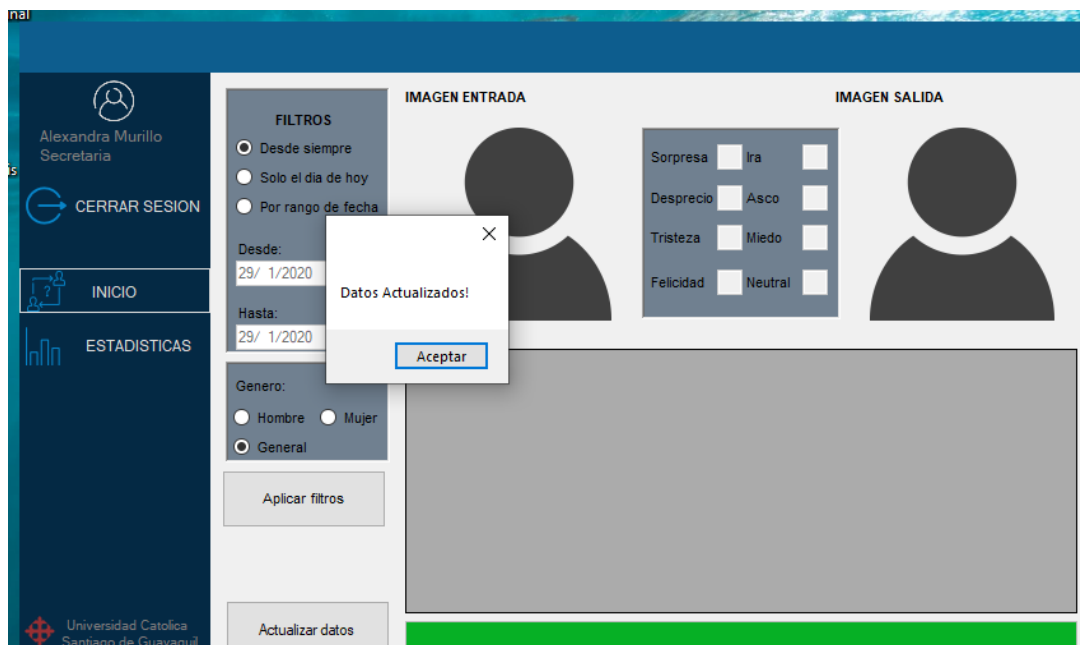 nal
is
Alexandra Murillo
Secretaria
CERRAR SESION
INICIO
ESTADISTICAS
Universidad Catolica
Santiago de Guayaquil
FILTROS
Desde siempre
Solo el dia de hoy
Por rango de fecha
Desde:
29/ 1/2020
Hasta:
29/ 1/2020
Genero:
Hombre Mujer
General
Aplicar filtros
Actualizar datos
Datos Actualizados!
Aceptar
IMAGEN ENTRADA
Sorpresa Ira
Desprecio Asco
Tristeza Miedo
Felicidad Neutral
IMAGEN SALIDA